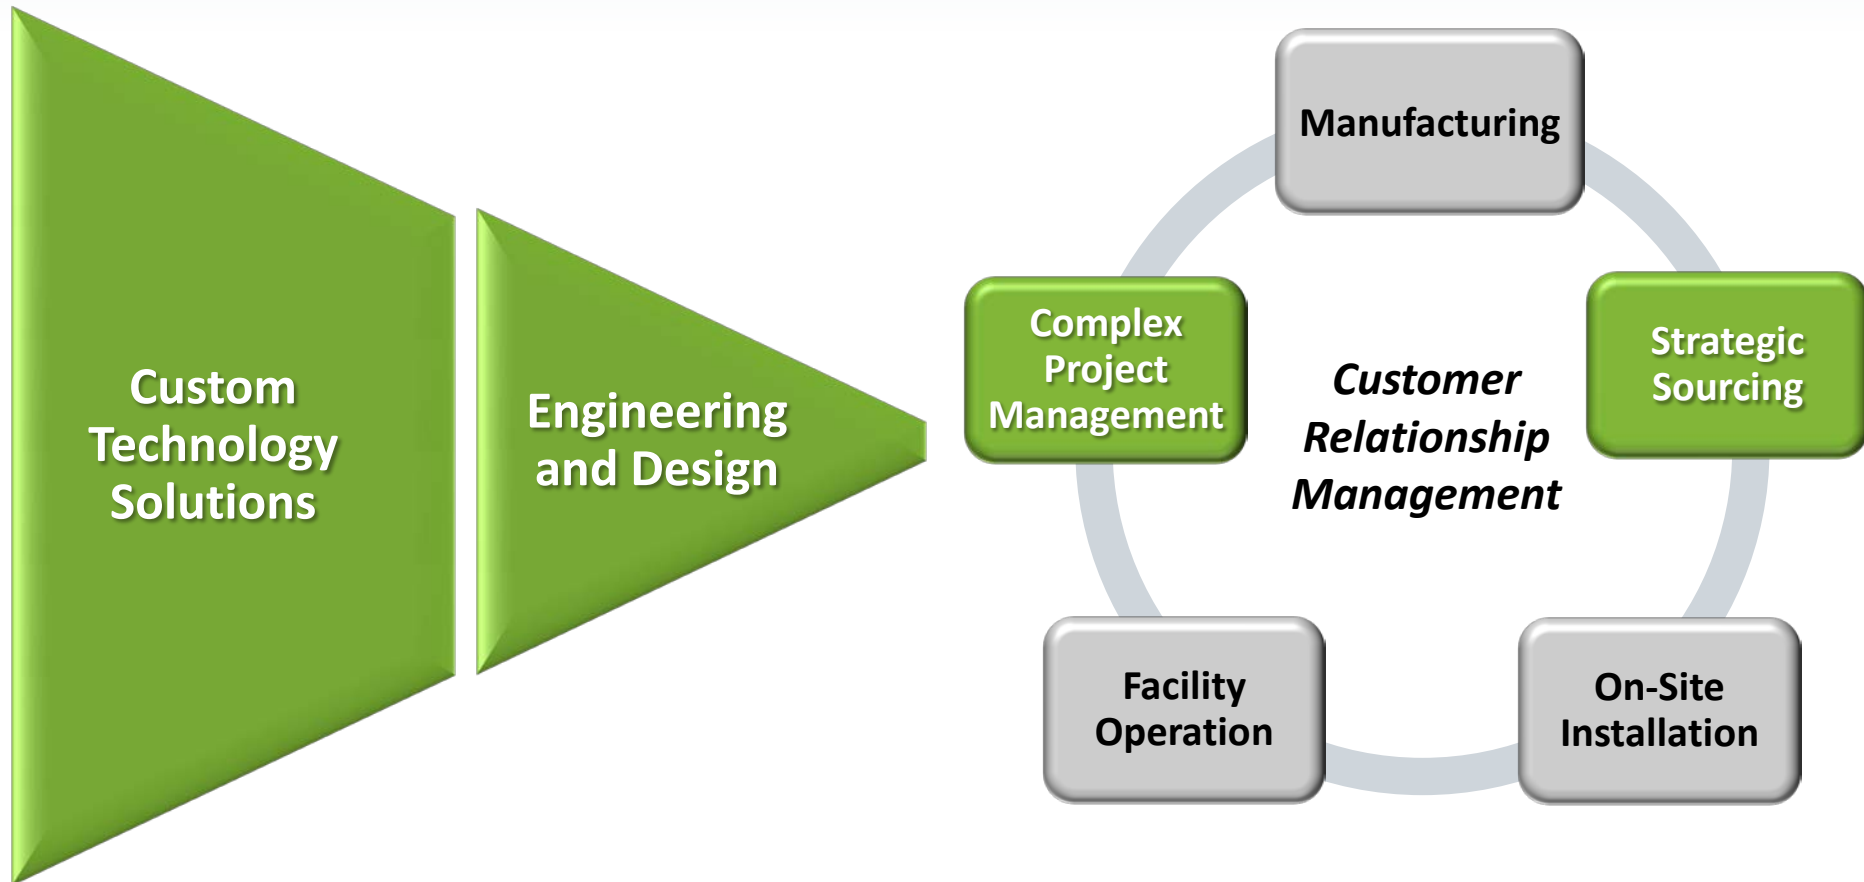 Custom
Technology
Solutions
Engineering
and Design
Manufacturing
Complex
Project
Management
Strategic
Sourcing
Customer
Relationship
Management
Facility
Operation
On-Site
Installation